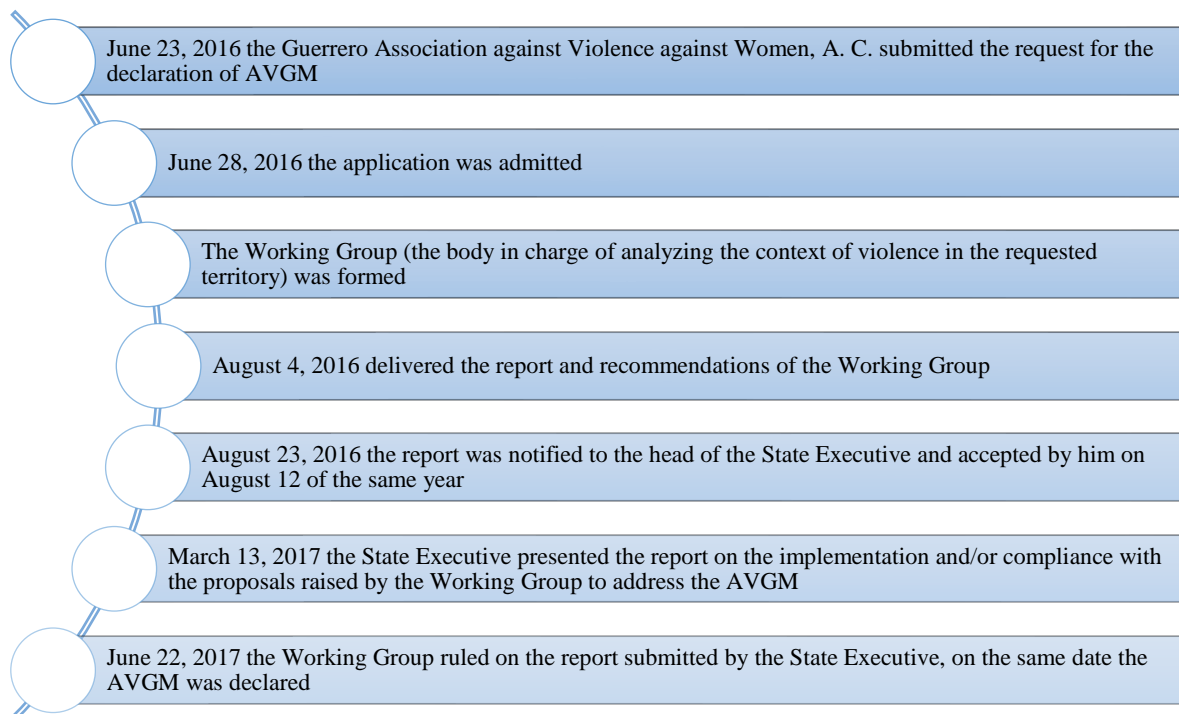 June 23, 2016 the Guerrero Association against Violence against Women, A. C. submitted the request for the
declaration of AVGM
June 28, 2016 the application was admitted
The Working Group (the body in charge of analyzing the context of violence in the requested
territory) was formed
August 4, 2016 delivered the report and recommendations of the Working Group
August 23, 2016 the report was notified to the head of the State Executive and accepted by him on
August 12 of the same year
March 13, 2017 the State Executive presented the report on the implementation and/or compliance with
the proposals raised by the Working Group to address the AVGM
June 22, 2017 the Working Group ruled on the report submitted by the State Executive, on the same date the
AVGM was declared